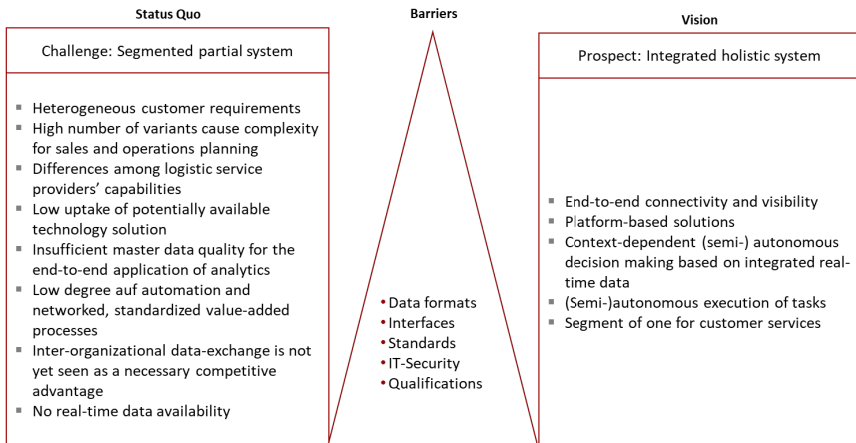 Status Quo
Challenge: Segmented partial system
▪ Heterogeneous customer requirements
▪ High number of variants cause complexity
for sales and operations planning
▪ Differences among logistic service
providers' capabilities
▪ Low uptake of potentially available
technology solution
▪ Insufficient master data quality for the
end-to-end application of analytics
▪ Low degree auf automation and
networked, standardized value-added
processes
▪ Inter-organizational data-exchange is not
yet seen as a necessary competitive
advantage
▪ No real-time data availability
Barriers
• Data formats
• Interfaces
• Standards
• IT-Security
• Qualifications
Vision
Prospect: Integrated holistic system
▪ End-to-end connectivity and visibility
▪ Platform-based solutions
▪ Context-dependent (semi-) autonomous
decision making based on integrated real-
time data
▪ (Semi-)autonomous execution of tasks
▪ Segment of one for customer services